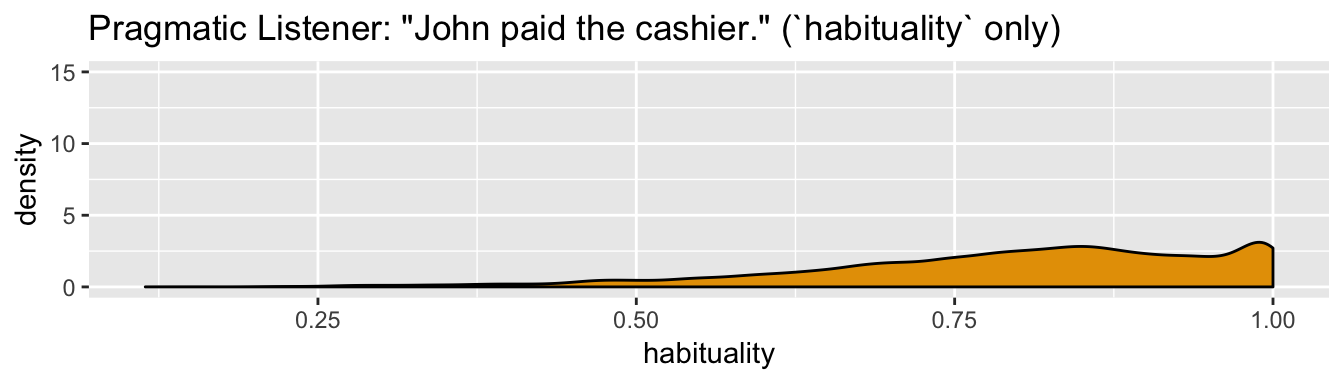 Pragmatic Listener: "John paid the cashier." (`habituality` only)
15
10
5
0
density
0.25 0.50 0.75 1.00
habituality